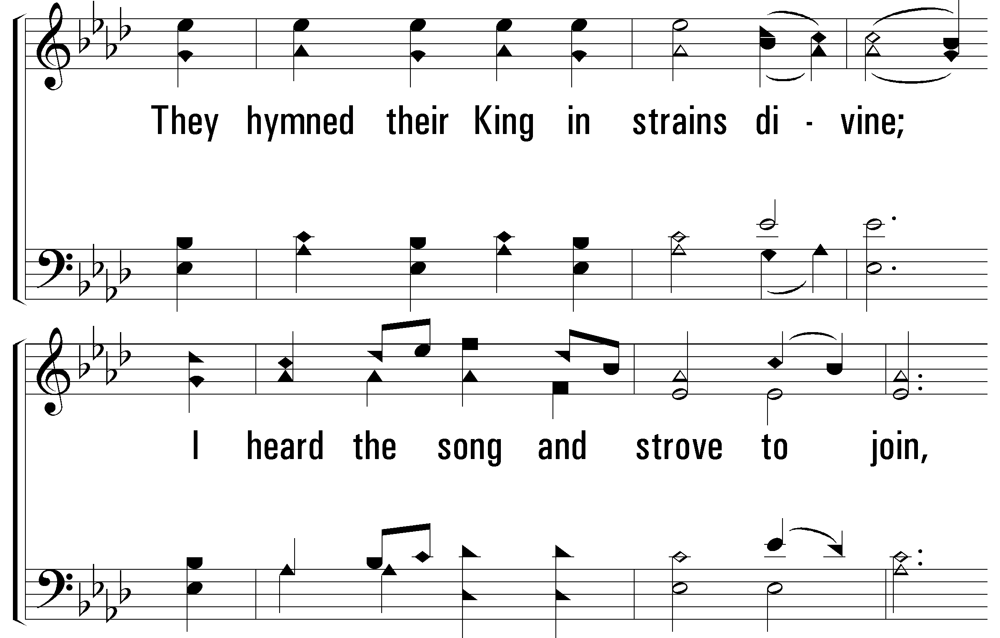 They hymned their King in strains di - vine;
I heard the song and strove to join,